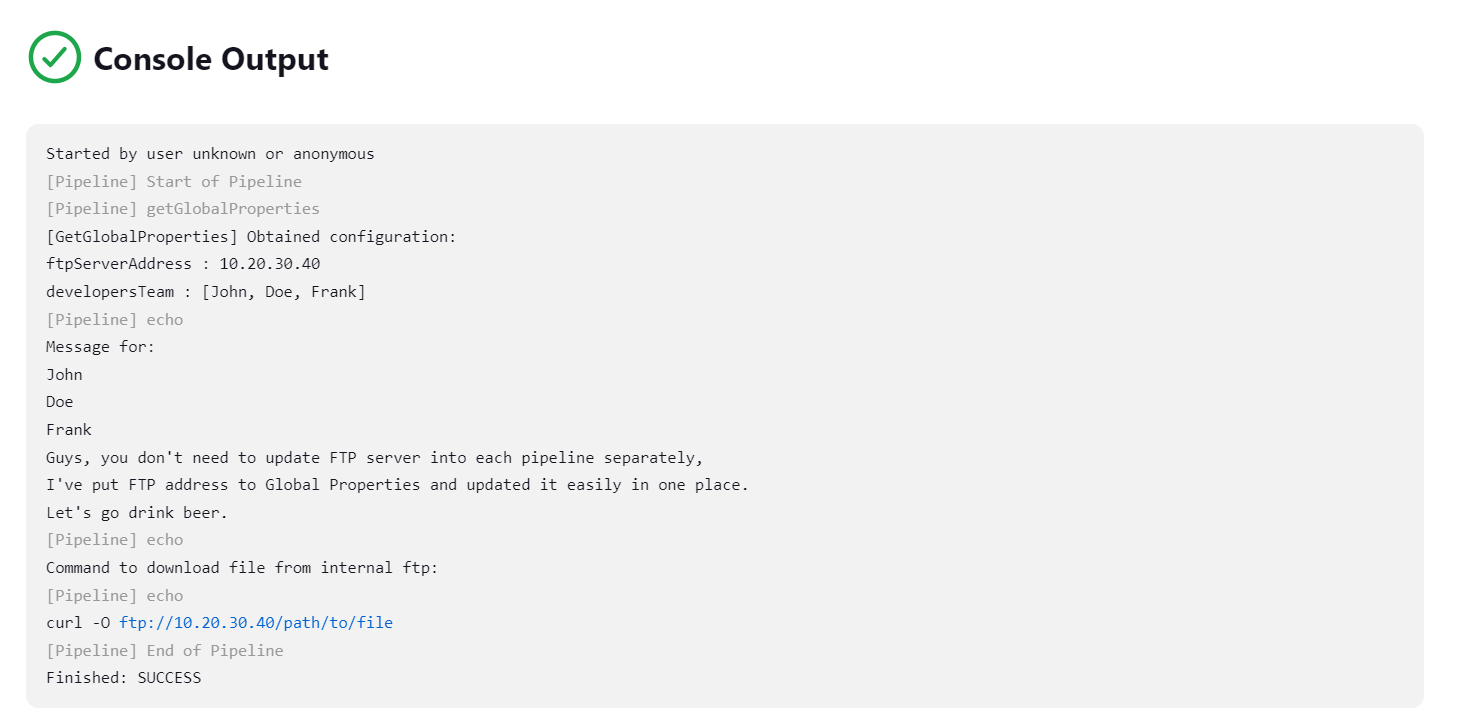 Console Output
Started by user unknown or anonymous
[Pipeline] Start of Pipeline
[Pipeline] getGlobalProperties
[GetGlobalProperties] Obtained configuration:
ftpServerAddress : 10.20.30.40
developersTeam : [John, Doe, Frank]
[Pipeline] echo
Message for:
John
Doe
Frank
Guys, you don't need to update FTP server into each pipeline separately,
I've put FTP address to Global Properties and updated it easily in one place.
Let's go drink beer.
[Pipeline] echo
Command to download file from internal ftp:
[Pipeline] echo
curl -O ftp://10.20.30.40/path/to/file
[Pipeline] End of Pipeline
Finished: SUCCESS